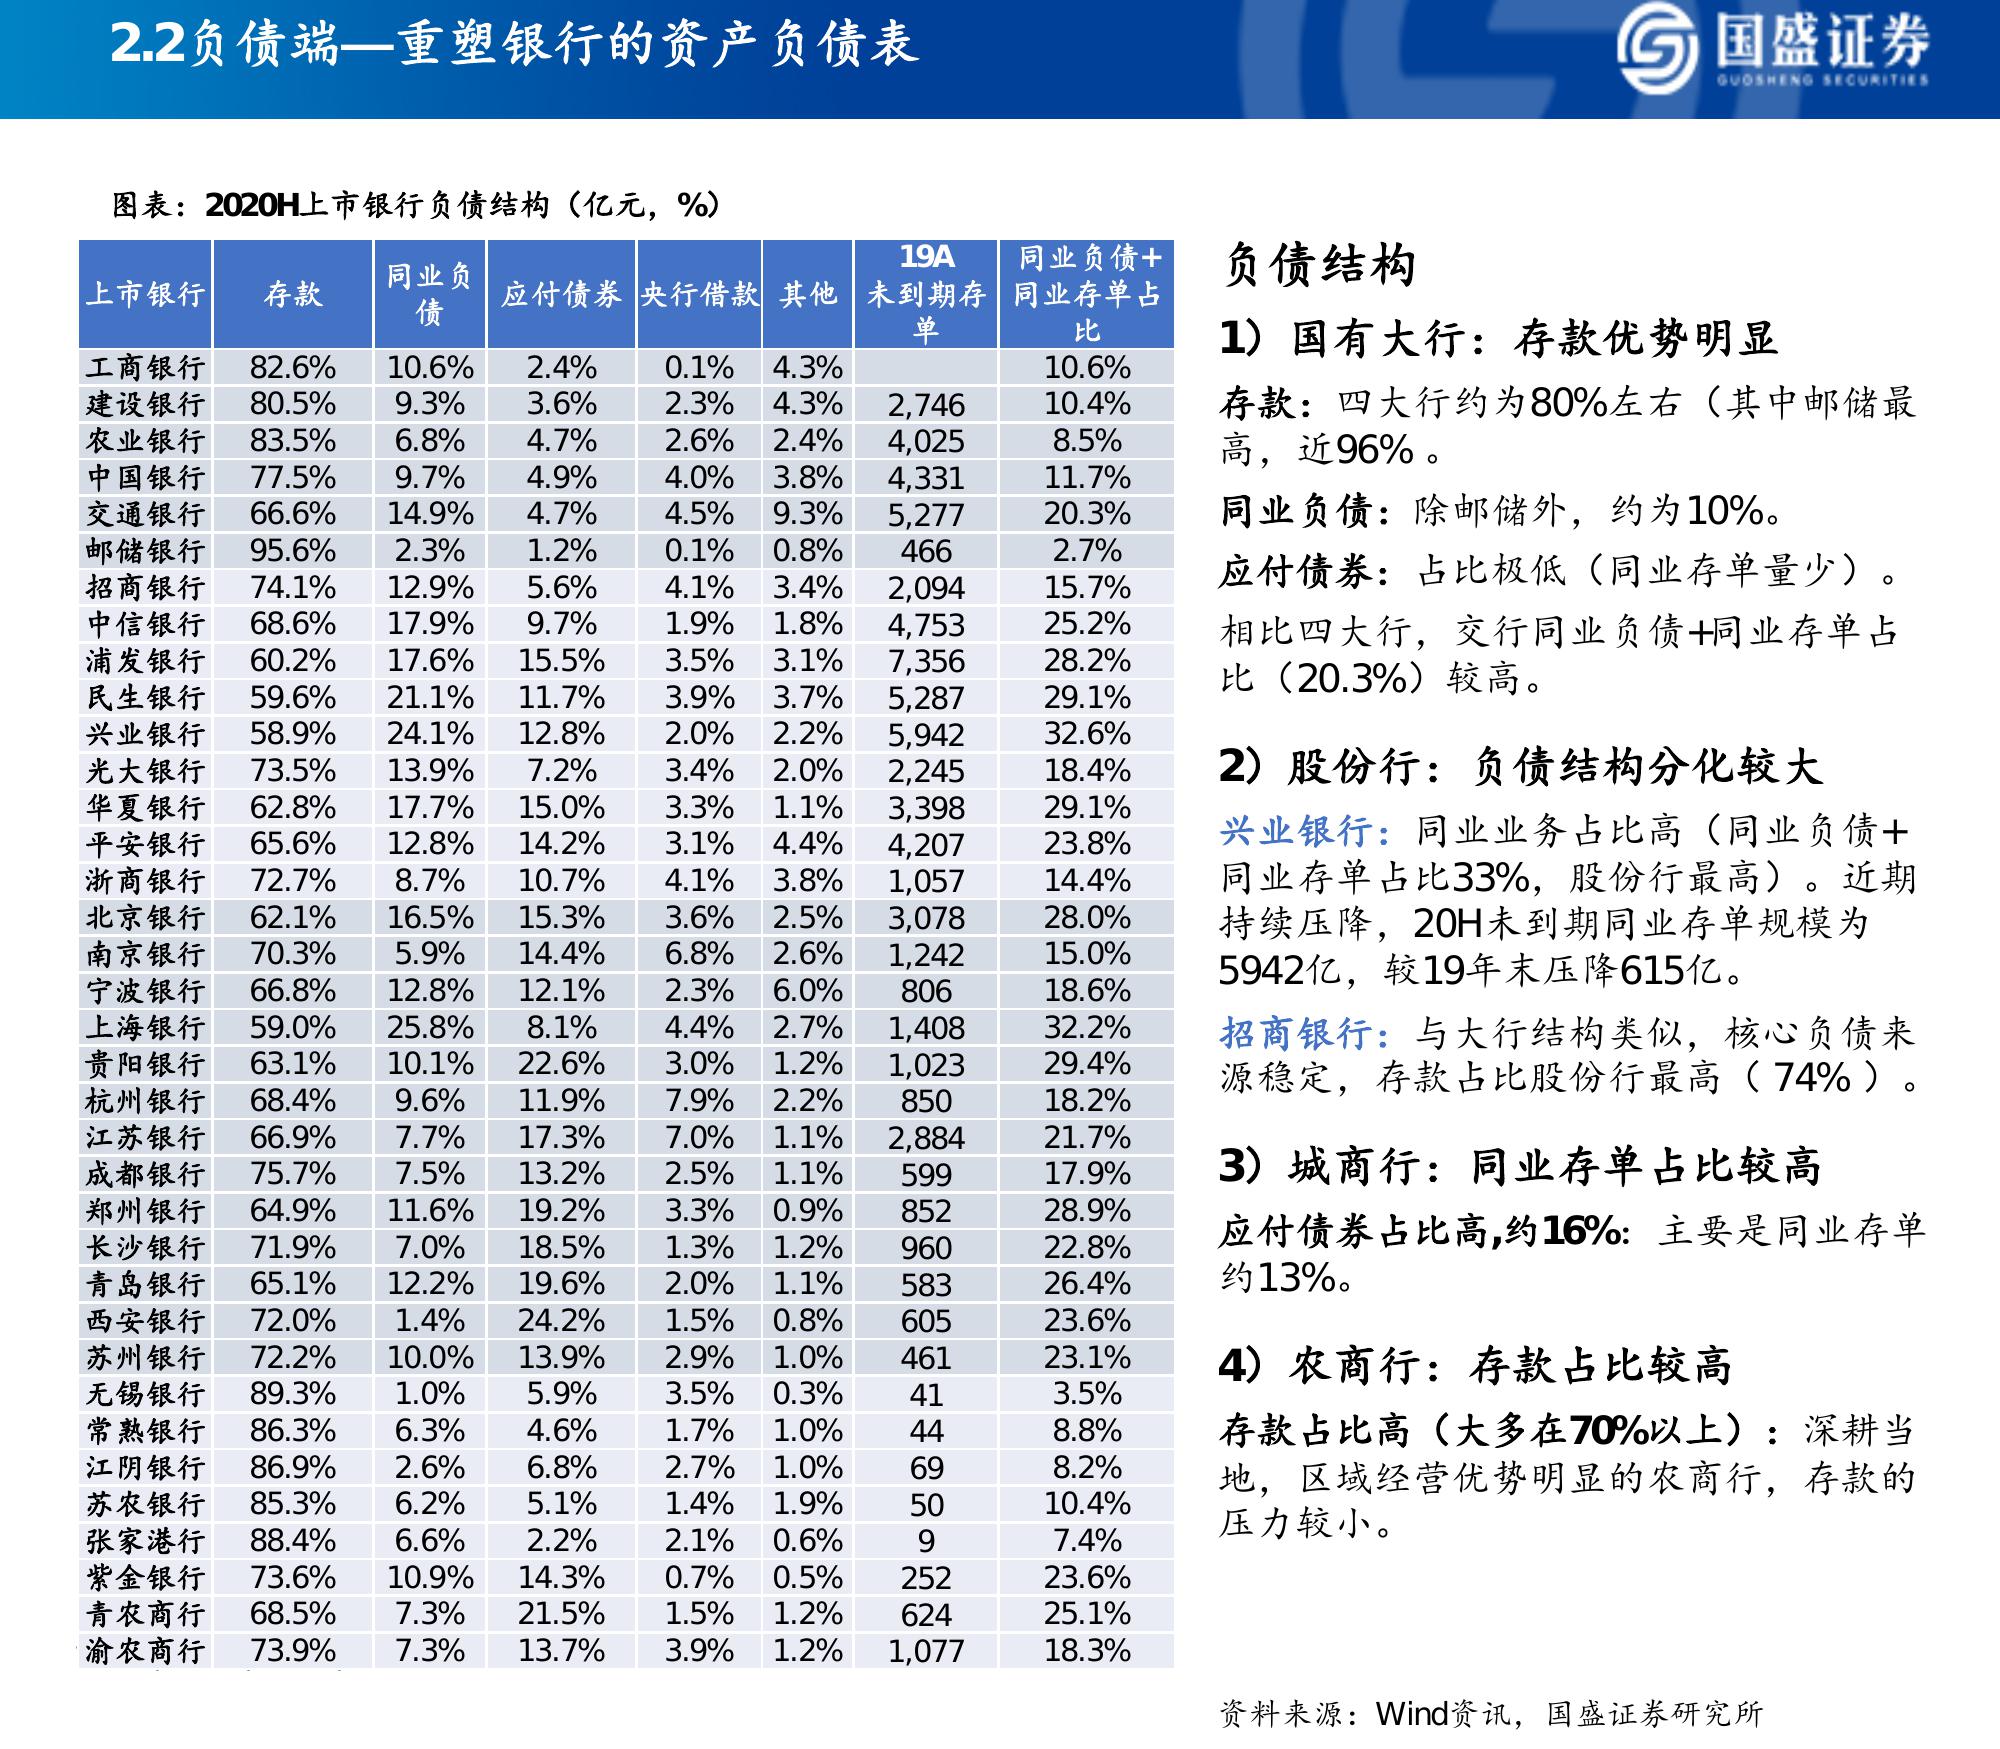 2.2负债端—重塑银行的资产负债表
国盛证券
GUOSHENG SECURITIES
图表：2020H上市银行负债结构（亿元，%）
上市银行 存款 同业负债 应付债券 央行借款 其他 19A未到期存单 同业负债+同业存单占比
工商银行 82.6% 10.6% 2.4% 0.1% 4.3% 10.6%
建设银行 80.5% 9.3% 3.6% 2.3% 4.3% 2,746 10.4%
农业银行 83.5% 6.8% 4.7% 2.6% 2.4% 4,025 8.5%
中国银行 77.5% 9.7% 4.9% 4.0% 3.8% 4,331 11.7%
交通银行 66.6% 14.9% 4.7% 4.5% 9.3% 5,277 20.3%
邮储银行 95.6% 2.3% 1.2% 0.1% 0.8% 466 2.7%
招商银行 74.1% 12.9% 5.6% 4.1% 3.4% 2,094 15.7%
中信银行 68.6% 17.9% 9.7% 1.9% 1.8% 4,753 25.2%
浦发银行 60.2% 17.6% 15.5% 3.5% 3.1% 7,356 28.2%
民生银行 59.6% 21.1% 11.7% 3.9% 3.7% 5,287 29.1%
兴业银行 58.9% 24.1% 12.8% 2.0% 2.2% 5,942 32.6%
光大银行 73.5% 13.9% 7.2% 3.4% 2.0% 2,245 18.4%
华夏银行 62.8% 17.7% 15.0% 3.3% 1.1% 3,398 29.1%
平安银行 65.6% 12.8% 14.2% 3.1% 4.4% 4,207 23.8%
浙商银行 72.7% 8.7% 10.7% 4.1% 3.8% 1,057 14.4%
北京银行 62.1% 16.5% 15.3% 3.6% 2.5% 3,078 28.0%
南京银行 70.3% 5.9% 14.4% 6.8% 2.6% 1,242 15.0%
宁波银行 66.8% 12.8% 12.1% 2.3% 6.0% 806 18.6%
上海银行 59.0% 25.8% 8.1% 4.4% 2.7% 1,408 32.2%
贵阳银行 63.1% 10.1% 22.6% 3.0% 1.2% 1,023 29.4%
杭州银行 68.4% 9.6% 11.9% 7.9% 2.2% 850 18.2%
江苏银行 66.9% 7.7% 17.3% 7.0% 1.1% 2,884 21.7%
成都银行 75.7% 7.5% 13.2% 2.5% 1.1% 599 17.9%
郑州银行 64.9% 11.6% 19.2% 3.3% 0.9% 852 28.9%
长沙银行 71.9% 7.0% 18.5% 1.3% 1.2% 960 22.8%
青岛银行 65.1% 12.2% 19.6% 2.0% 1.1% 583 26.4%
西安银行 72.0% 1.4% 24.2% 1.5% 0.8% 605 23.6%
苏州银行 72.2% 10.0% 13.9% 2.9% 1.0% 461 23.1%
无锡银行 89.3% 1.0% 5.9% 3.5% 0.3% 41 3.5%
常熟银行 86.3% 6.3% 4.6% 1.7% 1.0% 44 8.8%
江阴银行 86.9% 2.6% 6.8% 2.7% 1.0% 69 8.2%
苏农银行 85.3% 6.2% 5.1% 1.4% 1.9% 50 10.4%
张家港行 88.4% 6.6% 2.2% 2.1% 0.6% 9 7.4%
紫金银行 73.6% 10.9% 14.3% 0.7% 0.5% 252 23.6%
青农商行 68.5% 7.3% 21.5% 1.5% 1.2% 624 25.1%
渝农商行 73.9% 7.3% 13.7% 3.9% 1.2% 1,077 18.3%
负债结构
1）国有大行：存款优势明显
存款：四大行约为80%左右（其中邮储最
高，近96% 。
同业负债：除邮储外，约为10%。
应付债券：占比极低（同业存单量少）。
相比四大行，交行同业负债+同业存单占
比（20.3%）较高。
2）股份行：负债结构分化较大
兴业银行：同业业务占比高（同业负债+
同业存单占比33%，股份行最高）。近期
持续压降，20H未到期同业存单规模为
5942亿，较19年末压降615亿。
招商银行：与大行结构类似，核心负债来
源稳定，存款占比股份行最高（ 74% ）。
3）城商行：同业存单占比较高
应付债券占比高,约16%：主要是同业存单
约13%。
4）农商行：存款占比较高
存款占比高（大多在70%以上）：深耕当
地，区域经营优势明显的农商行，存款的
压力较小。
资料来源：Wind资讯，国盛证券研究所